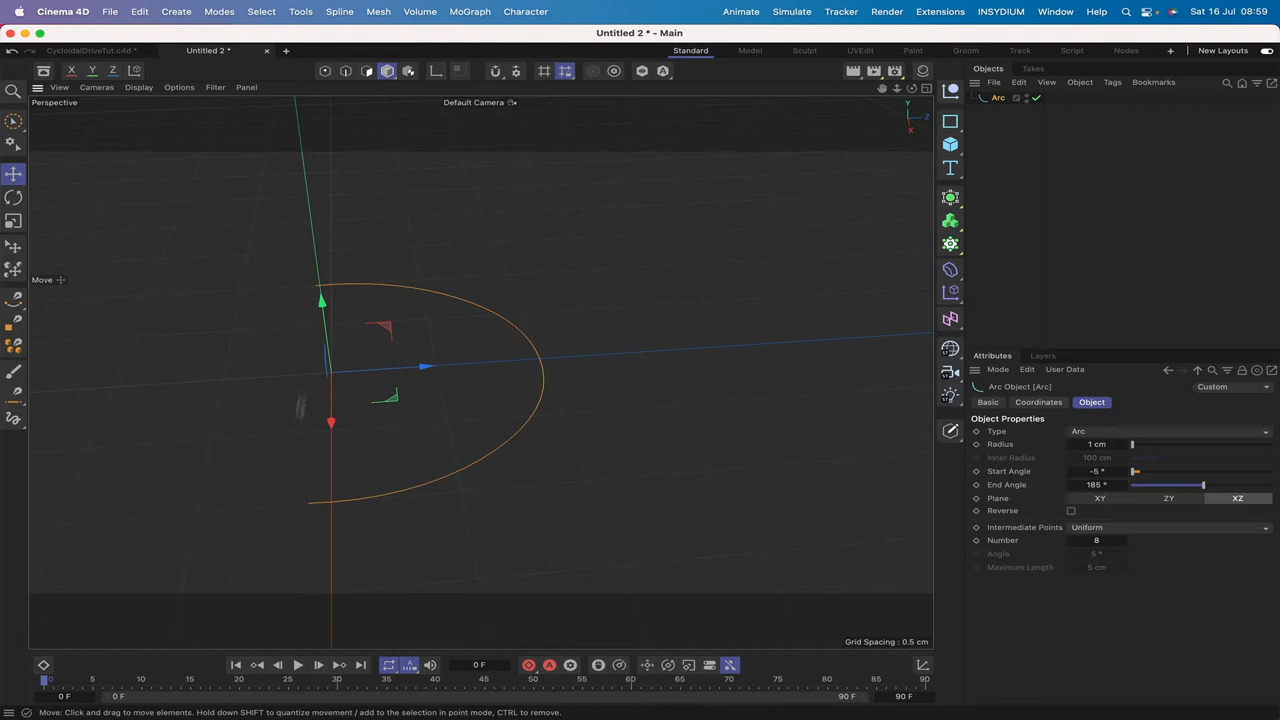 Cinema 4D File Edit Create Modes Select Tools Spline Mesh Volume MoGraph Character Animate Simulate Tracker Render Extensions INSYDIUM Window Help Sat 16 Jul 08:59
Untitled 2 * - Main
CycloidalDriveTut.c4d * Untitled 2 * Standard Model Sculpt UVEdit Paint Groom Track Script Nodes New Layouts
X Y Z
Objects Takes
File Edit View Object Tags Bookmarks
View Cameras Display Options Filter Panel
Arc
Perspective Default Camera
Y
Z
X
Move
Attributes Layers
Mode Edit User Data
Arc Object [Arc] Custom
Basic Coordinates Object
Object Properties
Type Arc
Radius 1 cm
Inner Radius 100 cm
Start Angle -5 °
End Angle 185 °
Plane XY ZY XZ
Reverse
Intermediate Points Uniform
Number 8
Angle 5 °
Maximum Length 5 cm
Grid Spacing : 0.5 cm
0 F
0 5 10 15 20 25 30 35 40 45 50 55 60 65 70 75 80 85 90
0 F 0 F 90 F 90 F
Move: Click and drag to move elements. Hold down SHIFT to quantize movement / add to the selection in point mode, CTRL to remove.